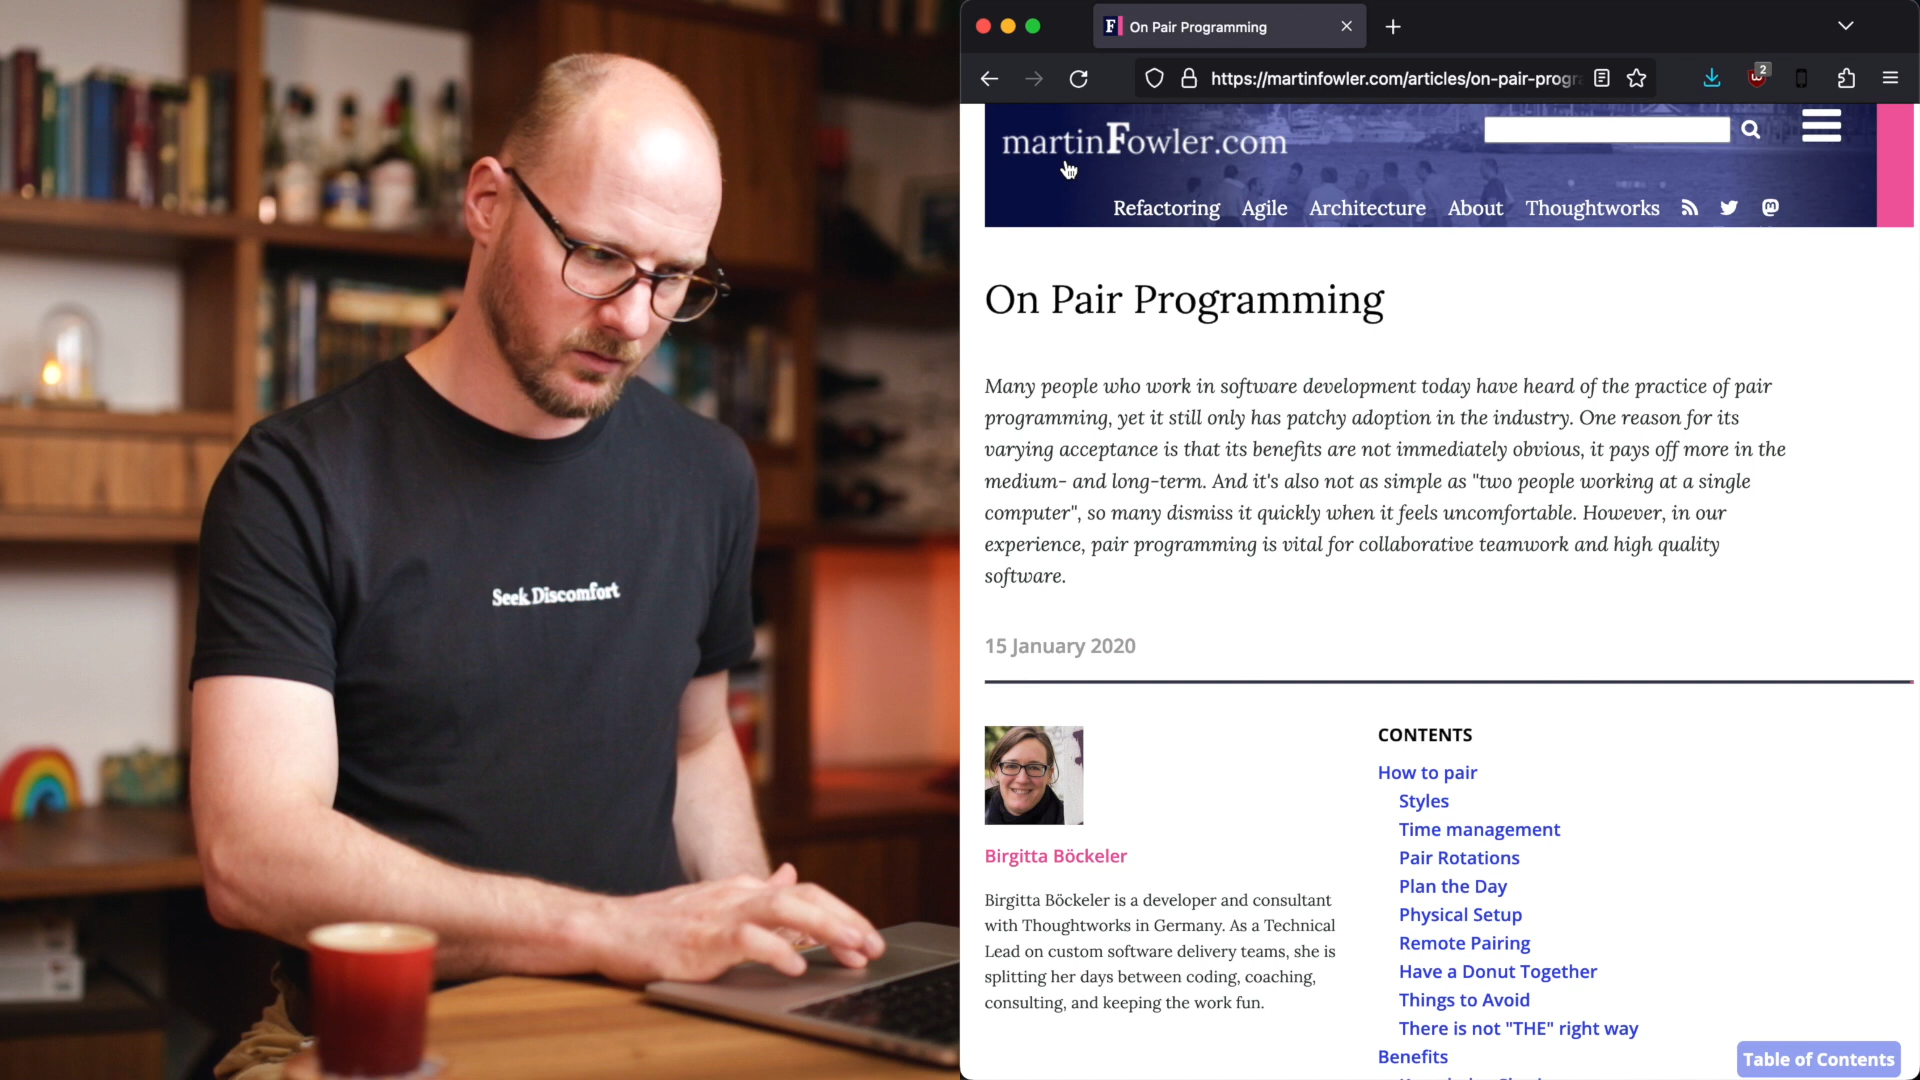 Seek Discomfort
On Pair Programming
2
https://martinfowler.com/articles/on-pair-progr
martinFowler.com
Refactoring Agile Architecture About Thoughtworks
On Pair Programming
Many people who work in software development today have heard of the practice of pair
programming, yet it still only has patchy adoption in the industry. One reason for its
varying acceptance is that its benefits are not immediately obvious, it pays off more in the
medium- and long-term. And it's also not as simple as "two people working at a single
computer", so many dismiss it quickly when it feels uncomfortable. However, in our
experience, pair programming is vital for collaborative teamwork and high quality
software.
15 January 2020
Birgitta Böckeler
Birgitta Böckeler is a developer and consultant
with Thoughtworks in Germany. As a Technical
Lead on custom software delivery teams, she is
splitting her days between coding, coaching,
consulting, and keeping the work fun.
CONTENTS
How to pair
Styles
Time management
Pair Rotations
Plan the Day
Physical Setup
Remote Pairing
Have a Donut Together
Things to Avoid
There is not "THE" right way
Benefits
Table of Contents